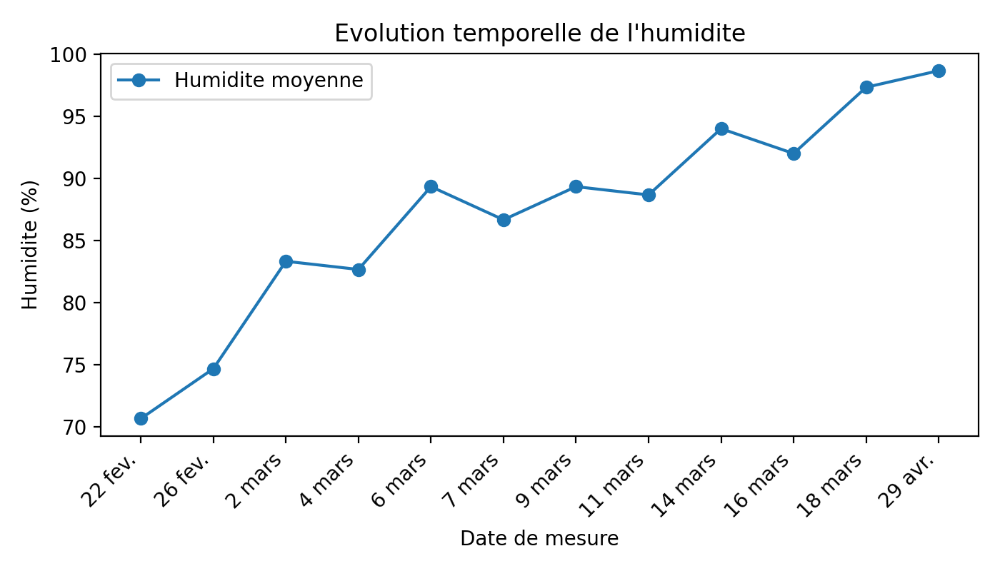 Evolution temporelle de l'humidite
Humidite moyenne
Humidite (%)
100
95
90
85
80
75
70
22 fev.
26 fev.
2 mars
4 mars
6 mars
7 mars
9 mars
11 mars
14 mars
16 mars
18 mars
29 avr.
Date de mesure